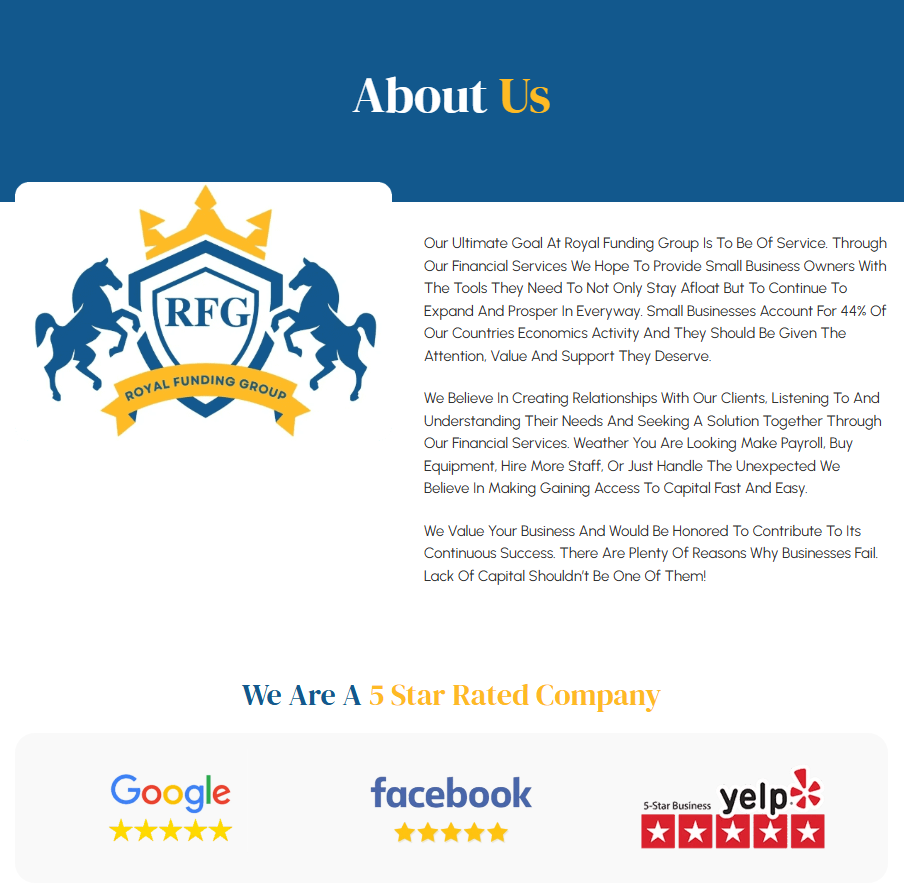 About Us
RFG
ROYAL FUNDING GROUP
Our Ultimate Goal At Royal Funding Group Is To Be Of Service. Through
Our Financial Services We Hope To Provide Small Business Owners With
The Tools They Need To Not Only Stay Afloat But To Continue To
Expand And Prosper In Everyway. Small Businesses Account For 44% Of
Our Countries Economics Activity And They Should Be Given The
Attention, Value And Support They Deserve.
We Believe In Creating Relationships With Our Clients, Listening To And
Understanding Their Needs And Seeking A Solution Together Through
Our Financial Services. Weather You Are Looking Make Payroll, Buy
Equipment, Hire More Staff, Or Just Handle The Unexpected We
Believe In Making Gaining Access To Capital Fast And Easy.
We Value Your Business And Would Be Honored To Contribute To Its
Continuous Success. There Are Plenty Of Reasons Why Businesses Fail.
Lack Of Capital Shouldn't Be One Of Them!
We Are A 5 Star Rated Company
Google
facebook
5-Star Business yelp